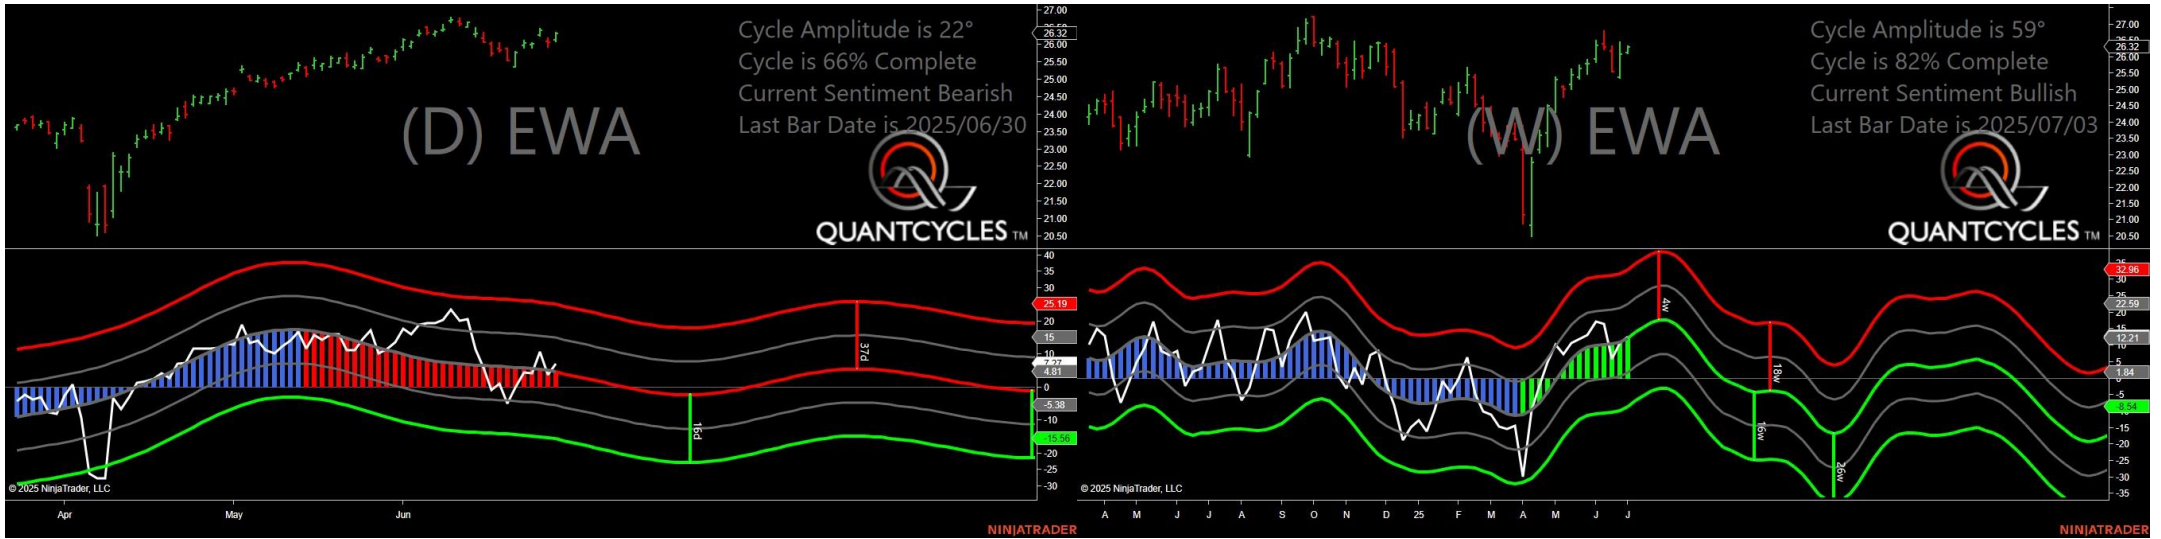 Cycle Amplitude is 22°
Cycle is 66% Complete
Current Sentiment Bearish
Last Bar Date is 2025/06/30
(D) EWA
QUANTCYCLES TM
27.00
26.32
26.00
25.50
25.00
24.50
24.00
23.50
23.00
22.50
22.00
21.50
21.00
20.50
40
35
30
25.19
20
15
10
7.27
4.81
0
-5.38
-10
-15.56
-20
-25
-30
37d
16d
© 2025 NinjaTrader, LLC
Apr
May
Jun
NINJATRADER
Cycle Amplitude is 59°
Cycle is 82% Complete
Current Sentiment Bullish
Last Bar Date is 2025/07/03
(W) EWA
QUANTCYCLES TM
27.00
26.32
26.00
25.50
25.00
24.50
24.00
23.50
23.00
22.50
22.00
21.50
21.00
20.50
32.96
30
25
22.59
20
15
12.21
10
5
1.84
-5
-8.54
-15
-20
-25
-30
-35
4w
18w
16w
26w
© 2025 NinjaTrader, LLC
A M J J A S O N D 25 F M A M J J
NINJATRADER